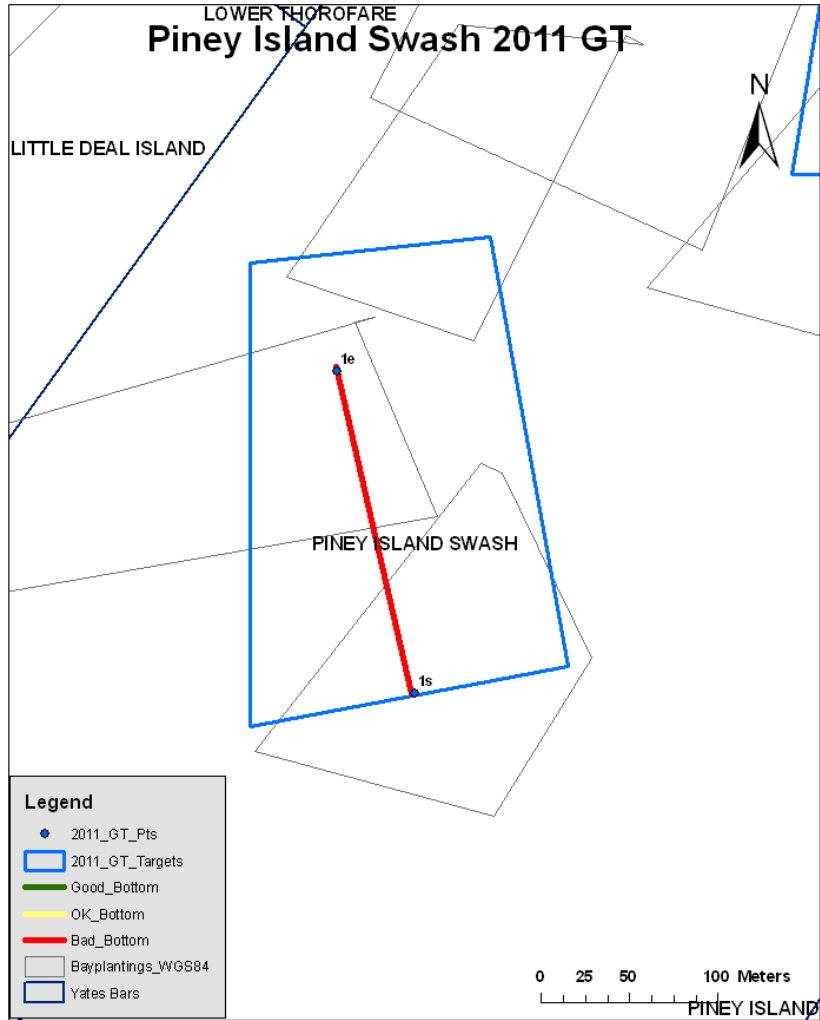 LOWER THOROFARE
Piney Island Swash 2011 GT
N
LITTLE DEAL ISLAND
1e
PINEY ISLAND SWASH
1s
Legend
2011_GT_Pts
2011_GT_Targets
Good_Bottom
OK_Bottom
Bad_Bottom
Bayplantings_WGS84
Yates Bars
0 25 50 100 Meters
PINEY ISLAND